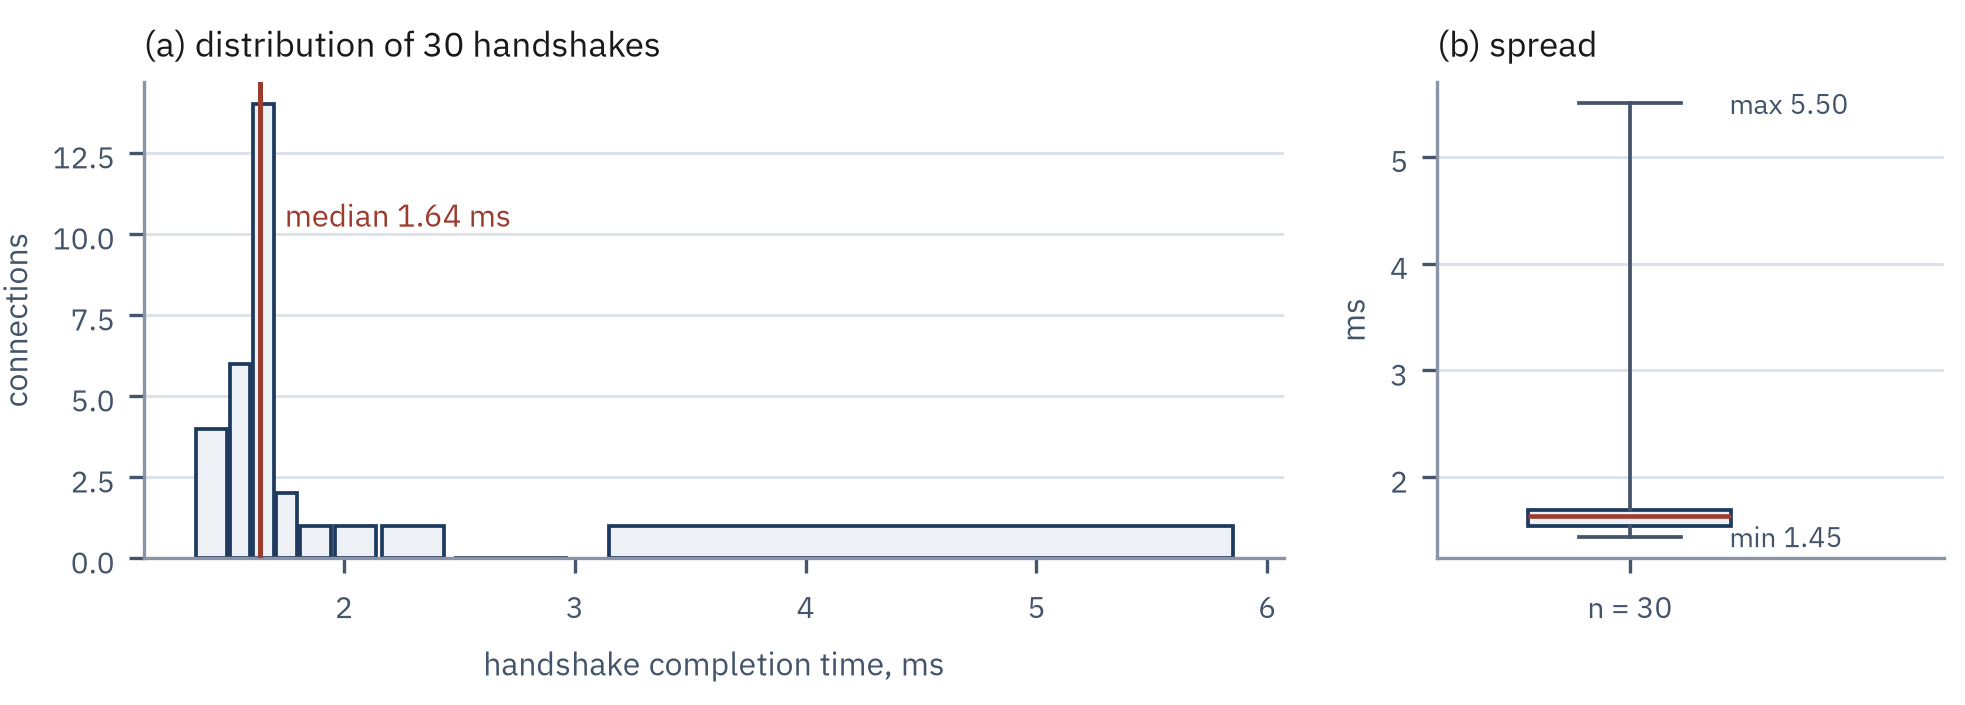 (a) distribution of 30 handshakes
connections
12.5
10.0
7.5
5.0
2.5
0.0
median 1.64 ms
2 3 4 5 6
handshake completion time, ms
(b) spread
ms
5
4
3
2
max 5.50
min 1.45
n = 30